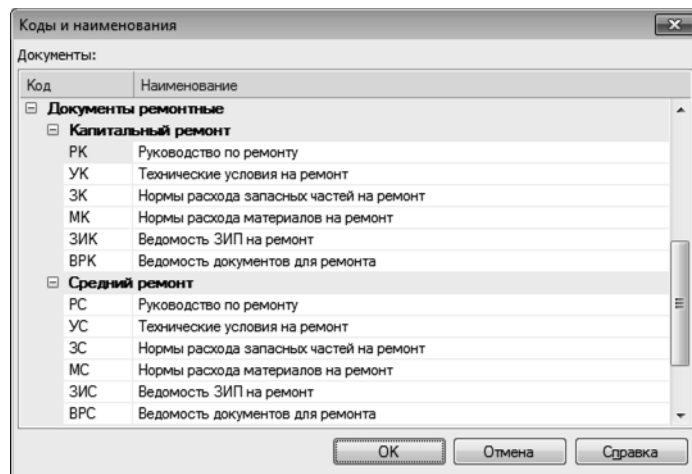 Коды и наименования
Документы:
Код Наименование
Документы ремонтные
Капитальный ремонт
РК Руководство по ремонту
УК Технические условия на ремонт
ЗК Нормы расхода запасных частей на ремонт
МК Нормы расхода материалов на ремонт
ЗИК Ведомость ЗИП на ремонт
ВРК Ведомость документов для ремонта
Средний ремонт
РС Руководство по ремонту
УС Технические условия на ремонт
ЗС Нормы расхода запасных частей на ремонт
МС Нормы расхода материалов на ремонт
ЗИС Ведомость ЗИП на ремонт
ВРС Ведомость документов для ремонта
ОК Отмена Справка